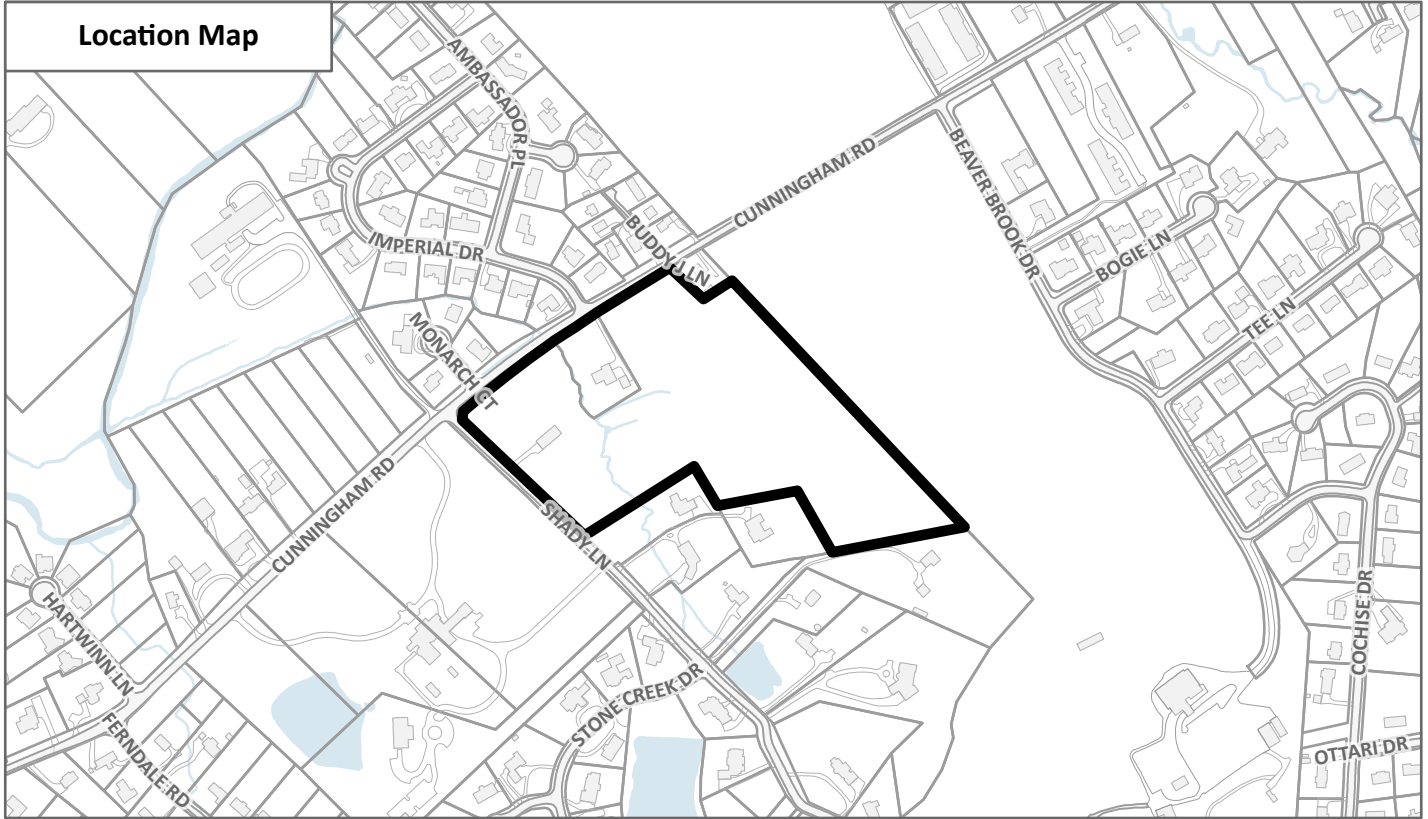 Location Map
AMBASSADOR PL
CUNNINGHAM RD
BEAVER BROOK DR
BUDDY J LN
IMPERIAL DR
BOGIE LN
TEE LN
MONARCH CT
CUNNINGHAM RD
SHADY LN
HARTWINN LN
COCHISE DR
STONE CREEK DR
FERNDALE RD
OTTARI DR